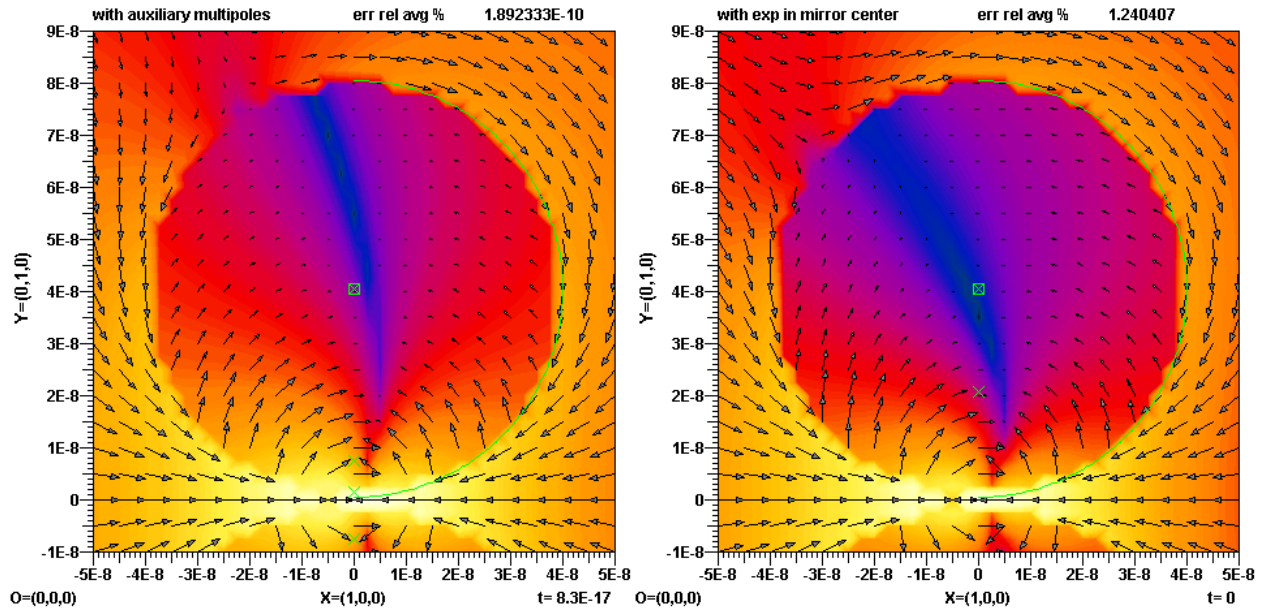 with auxiliary multipoles err rel avg % 1.892333E-10
9E-8
8E-8
7E-8
6E-8
5E-8
4E-8
3E-8
2E-8
1E-8
0
-1E-8
Y=(0,1,0)
-5E-8 -4E-8 -3E-8 -2E-8 -1E-8 0 1E-8 2E-8 3E-8 4E-8 5E-8
O=(0,0,0) X=(1,0,0) t= 8.3E-17
with exp in mirror center err rel avg % 1.240407
9E-8
8E-8
7E-8
6E-8
5E-8
4E-8
3E-8
2E-8
1E-8
0
-1E-8
Y=(0,1,0)
-5E-8 -4E-8 -3E-8 -2E-8 -1E-8 0 1E-8 2E-8 3E-8 4E-8 5E-8
O=(0,0,0) X=(1,0,0) t= 0